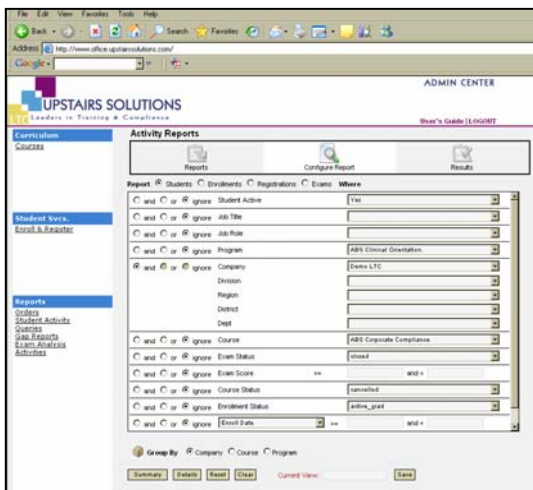 File Edit View Favorites Tools Help
Back Search Favorites
Address http://www.office.upstairssolutions.com/
Google
ADMIN CENTER
UPSTAIRS SOLUTIONS
LTC Leaders in Training & Compliance
User's Guide | LOGOUT
Curriculum
Courses
Student Svcs.
Enroll & Register
Reports
Orders
Student Activity
Queries
Gap Reports
Exam Analysis
Activities
Activity Reports
Reports Configure Report Results
Report Students Enrollments Registrations Exams Where
and or ignore Student Active Yes
and or ignore Job Title
and or ignore Job Role
and or ignore Program ABS Clinical Orientation.
and or ignore Company Demo LTC
Division
Region
District
Dept
and or ignore Course ABS Corporate Compliance
and or ignore Exam Status closed
and or ignore Exam Score >= and <
and or ignore Course Status cancelled
and or ignore Enrollment Status active_grad
and or ignore Enroll Date >= and <
Group By Company Course Program
Summary Details Reset Clear Current View: Save